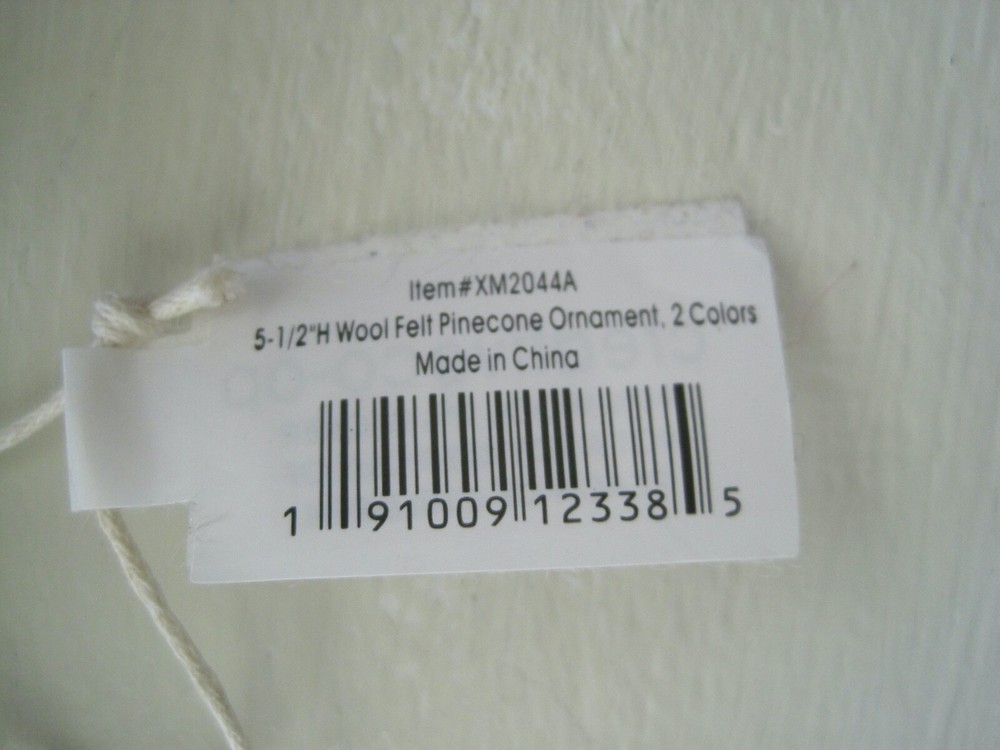 Item#XM2044A
5-1/2"H Wool Felt Pinecone Ornament, 2 Colors
Made in China
1 91009 12338 5